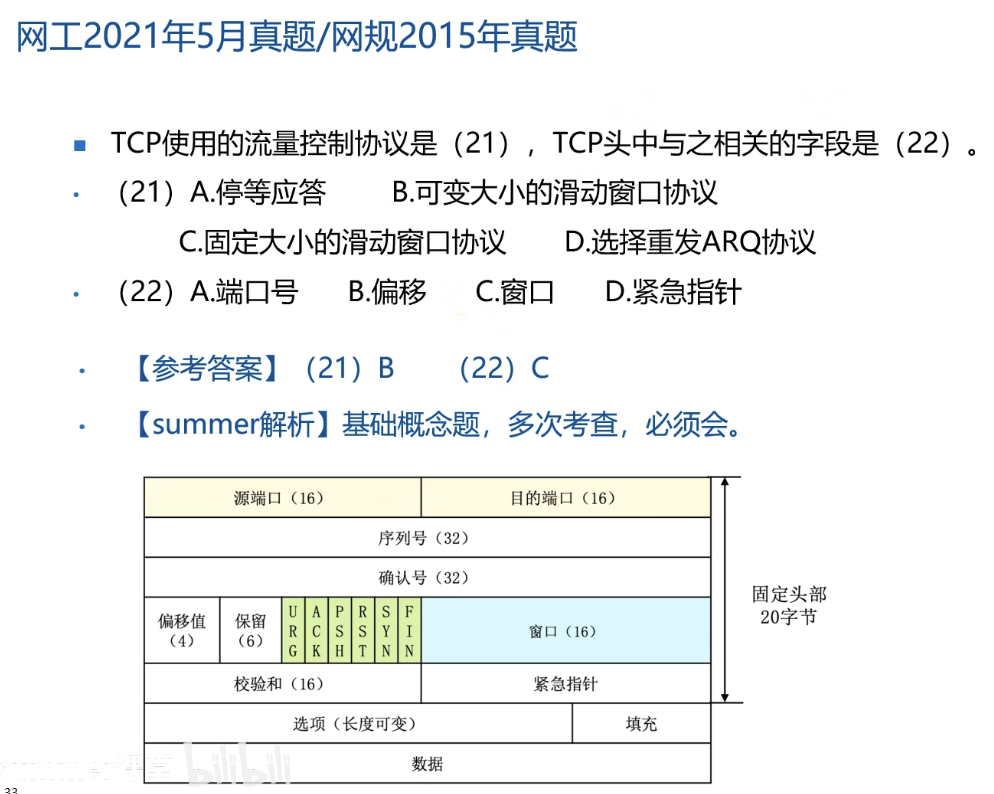 网工2021年5月真题/网规2015年真题
TCP使用的流量控制协议是（21），TCP头中与之相关的字段是（22）。
（21）A.停等应答 B.可变大小的滑动窗口协议
C.固定大小的滑动窗口协议 D.选择重发ARQ协议
（22）A.端口号 B.偏移 C.窗口 D.紧急指针
【参考答案】（21）B （22）C
【summer解析】基础概念题，多次考查，必须会。
源端口（16） 目的端口（16）
序列号（32）
确认号（32）
固定头部
20字节
偏移值
（4）
保留
（6）
URG
ACK
PSH
RST
SYN
FIN
窗口（16）
校验和（16） 紧急指针
选项（长度可变） 填充
数据
bilibili
33